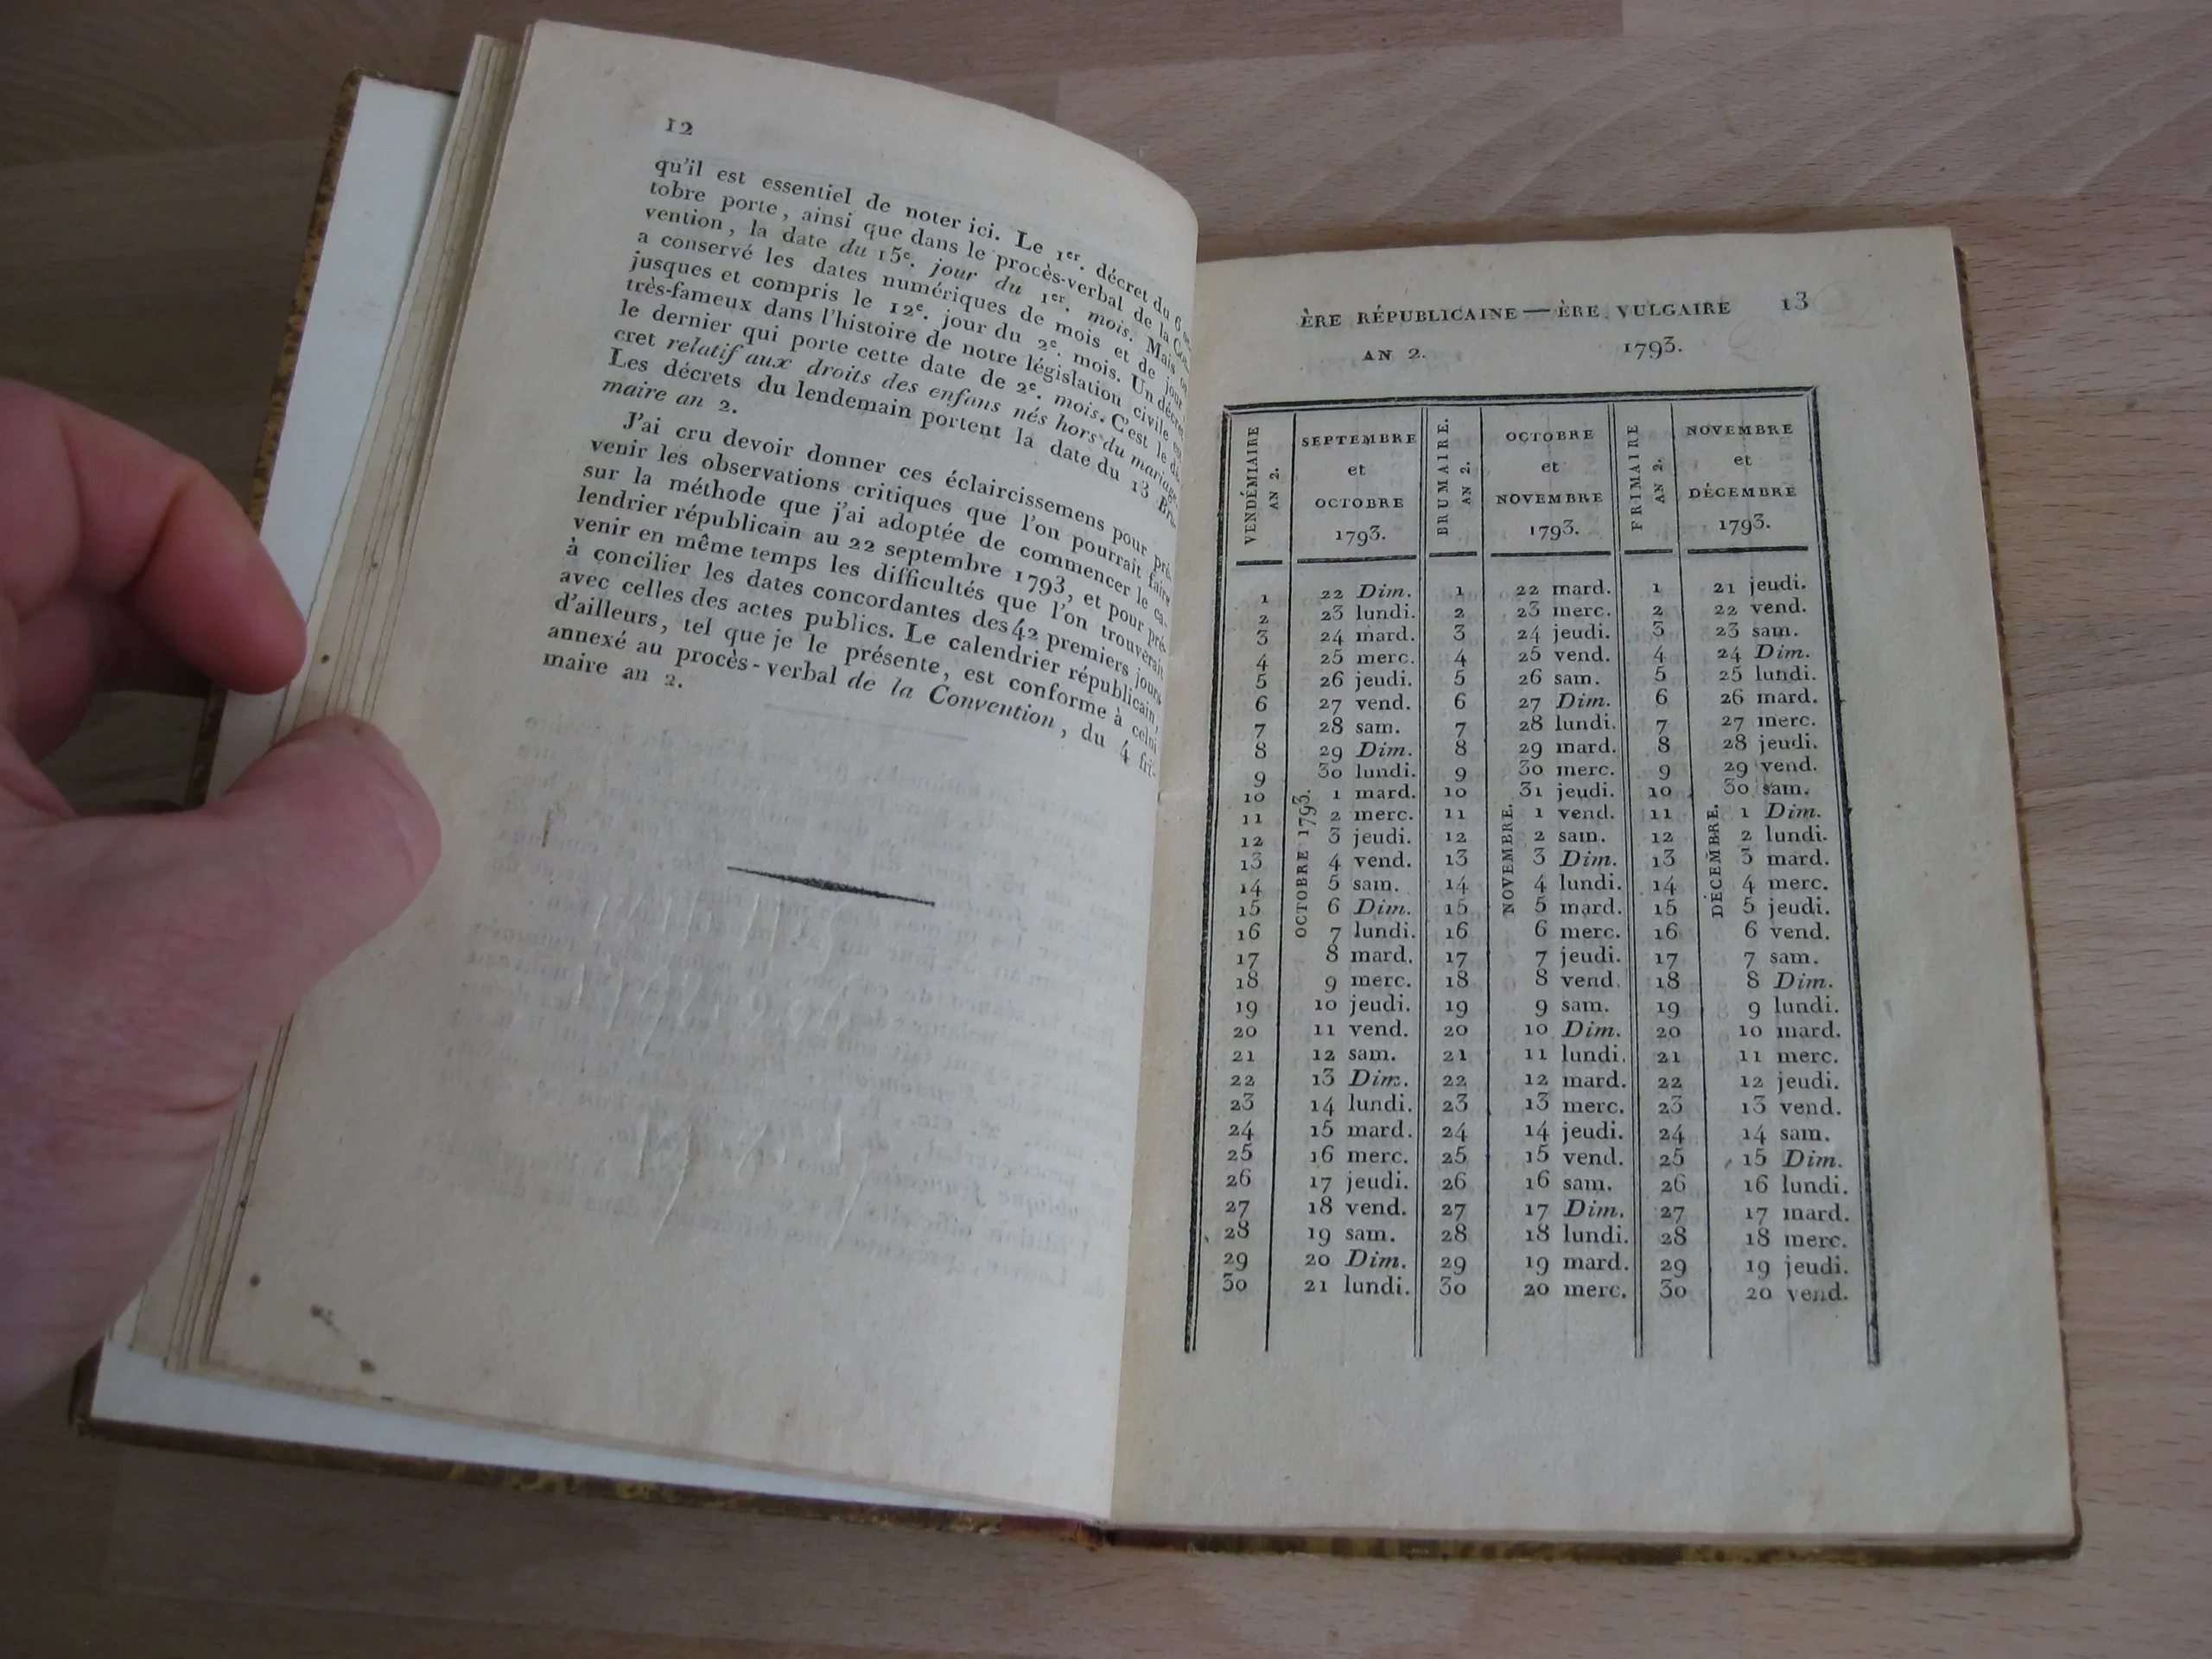 12
qu'il est essentiel de noter ici. Le 1er. décret du 6 oc-
tobre porte, ainsi que dans le procès-verbal de la Con-
vention, la date du 15e. jour du 1er. mois. Mais on
a conservé les dates numériques de mois et de jour
jusques et compris le 12e. jour du 2e. mois. Un décret
très-fameux dans l'histoire de notre législation civile est
le dernier qui porte cette date de 2e. mois. C'est le dé-
cret relatif aux droits des enfans nés hors du mariage.
Les décrets du lendemain portent la date du 13 Bru-
maire an 2.
J'ai cru devoir donner ces éclaircissemens pour pré-
venir les observations critiques que l'on pourrait faire
sur la méthode que j'ai adoptée de commencer le ca-
lendrier républicain au 22 septembre 1793, et pour pré-
venir en même temps les difficultés que l'on trouverait
à concilier les dates concordantes des 42 premiers jours
avec celles des actes publics. Le calendrier républicain,
d'ailleurs, tel que je le présente, est conforme à celui
annexé au procès-verbal de la Convention, du 4 fri-
maire an 2.
ÈRE RÉPUBLICAINE — ÈRE VULGAIRE 13
AN 2. 1793.
VENDÉMIAIRE AN 2. SEPTEMBRE et OCTOBRE 1793. BRUMAIRE. AN 2. OCTOBRE et NOVEMBRE 1793. FRIMAIRE AN 2. NOVEMBRE et DÉCEMBRE 1793.
1 22 Dim. 1 22 mard. 1 21 jeudi.
2 23 lundi. 2 23 merc. 2 22 vend.
3 24 mard. 3 24 jeudi. 3 23 sam.
4 25 merc. 4 25 vend. 4 24 Dim.
5 26 jeudi. 5 26 sam. 5 25 lundi.
6 27 vend. 6 27 Dim. 6 26 mard.
7 28 sam. 7 28 lundi. 7 27 merc.
8 29 Dim. 8 29 mard. 8 28 jeudi.
9 30 lundi. 9 30 merc. 9 29 vend.
10 1 mard. 10 31 jeudi. 10 30 sam.
11 2 merc. 11 1 vend. 11 1 Dim.
12 3 jeudi. 12 2 sam. 12 2 lundi.
13 4 vend. 13 3 Dim. 13 3 mard.
14 5 sam. 14 4 lundi. 14 4 merc.
15 6 Dim. 15 5 mard. 15 5 jeudi.
16 7 lundi. 16 6 merc. 16 6 vend.
17 8 mard. 17 7 jeudi. 17 7 sam.
18 9 merc. 18 8 vend. 18 8 Dim.
19 10 jeudi. 19 9 sam. 19 9 lundi.
20 11 vend. 20 10 Dim. 20 10 mard.
21 12 sam. 21 11 lundi. 21 11 merc.
22 13 Dim. 22 12 mard. 22 12 jeudi.
23 14 lundi. 23 13 merc. 23 13 vend.
24 15 mard. 24 14 jeudi. 24 14 sam.
25 16 merc. 25 15 vend. 25 15 Dim.
26 17 jeudi. 26 16 sam. 26 16 lundi.
27 18 vend. 27 17 Dim. 27 17 mard.
28 19 sam. 28 18 lundi. 28 18 merc.
29 20 Dim. 29 19 mard. 29 19 jeudi.
30 21 lundi. 30 20 merc. 30 20 vend.
OCTOBRE 1793.
NOVEMBRE.
DÉCEMBRE.